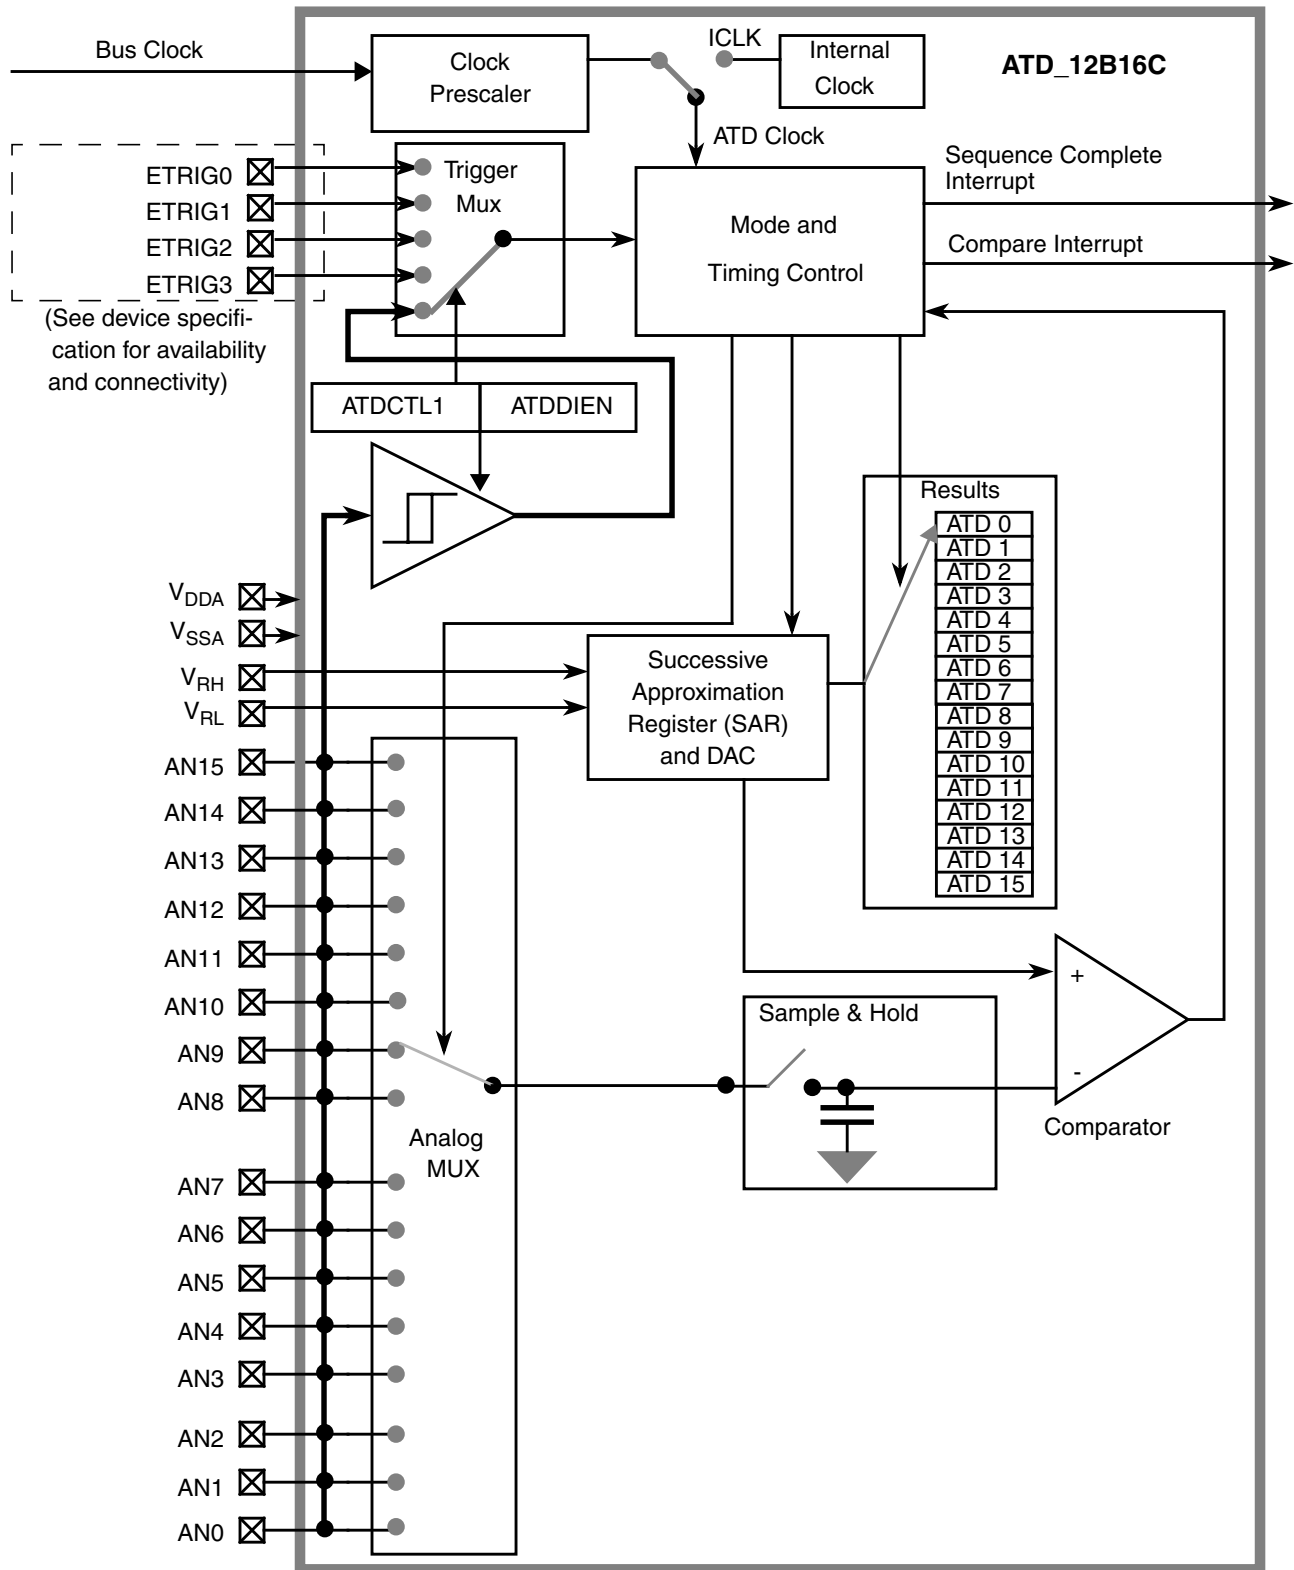 Bus Clock
Clock
Prescaler
ICLK
Internal
Clock
ATD_12B16C
ATD Clock
ETRIG0
ETRIG1
ETRIG2
ETRIG3
(See device specifi-
cation for availability
and connectivity)
Trigger
Mux
Mode and
Timing Control
Sequence Complete
Interrupt
Compare Interrupt
ATDCTL1
ATDDIEN
Results
ATD 0
ATD 1
ATD 2
ATD 3
ATD 4
ATD 5
ATD 6
ATD 7
ATD 8
ATD 9
ATD 10
ATD 11
ATD 12
ATD 13
ATD 14
ATD 15
VDDA
VSSA
VRH
VRL
Successive
Approximation
Register (SAR)
and DAC
AN15
AN14
AN13
AN12
AN11
AN10
AN9
AN8
AN7
AN6
AN5
AN4
AN3
AN2
AN1
AN0
Analog
MUX
Sample & Hold
+
-
Comparator